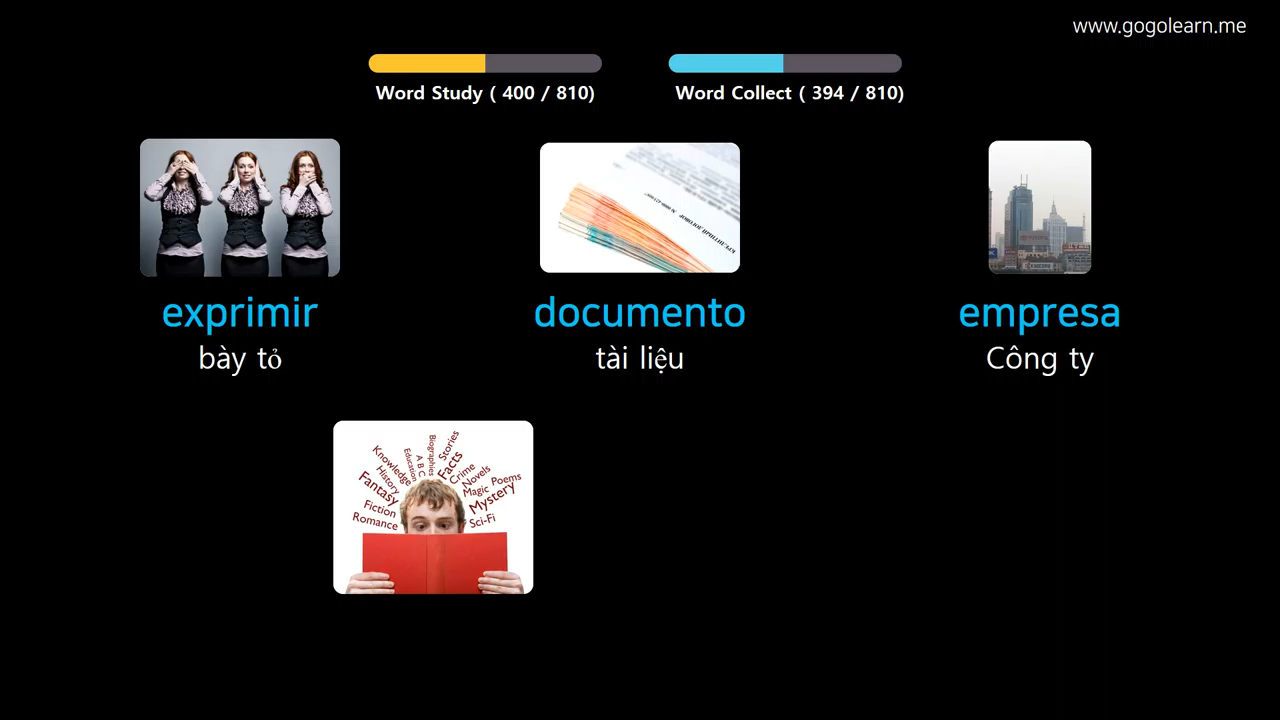 www.gogolearn.me
Word Study ( 400 / 810)
Word Collect ( 394 / 810)
exprimir
documento
empresa
bày tỏ
tài liệu
Công ty
Biographies
Stories
A B C
Facts
Education
Crime
Knowledge
Novels
History
Magic
Poems
Fantasy
Mystery
Fiction
Sci-Fi
Romance